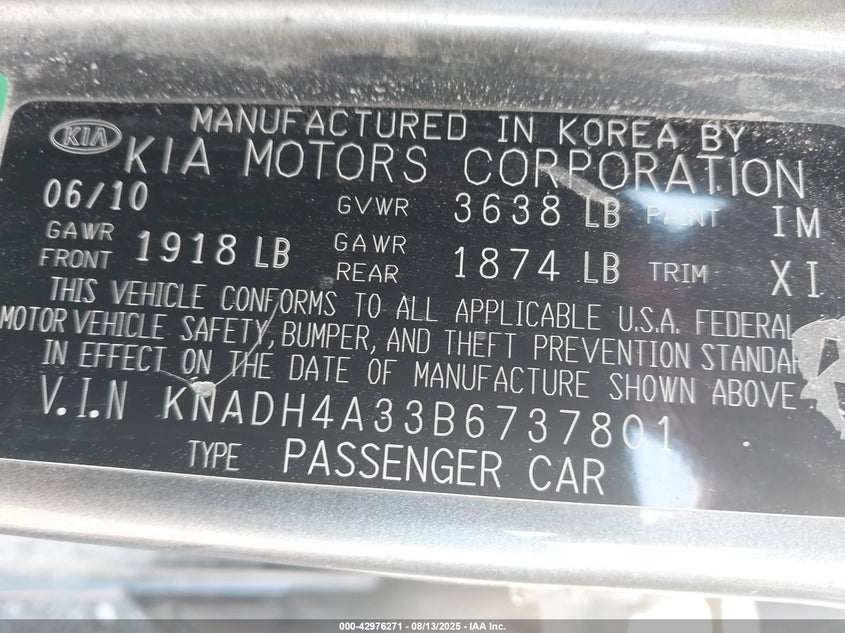 KIA
MANUFACTURED IN KOREA BY
KIA MOTORS CORPORATION
06/10 GVWR 3638 LB PAINT IM
GAWR FRONT 1918 LB GAWR REAR 1874 LB TRIM XI
THIS VEHICLE CONFORMS TO ALL APPLICABLE U.S.A. FEDERAL
MOTOR VEHICLE SAFETY, BUMPER, AND THEFT PREVENTION STANDAR
IN EFFECT ON THE DATE OF MANUFACTURE SHOWN ABOVE
V.I.N KNADH4A33B6737801
TYPE PASSENGER CAR
000-42976271 | 08/13/2025 | IAA Inc.